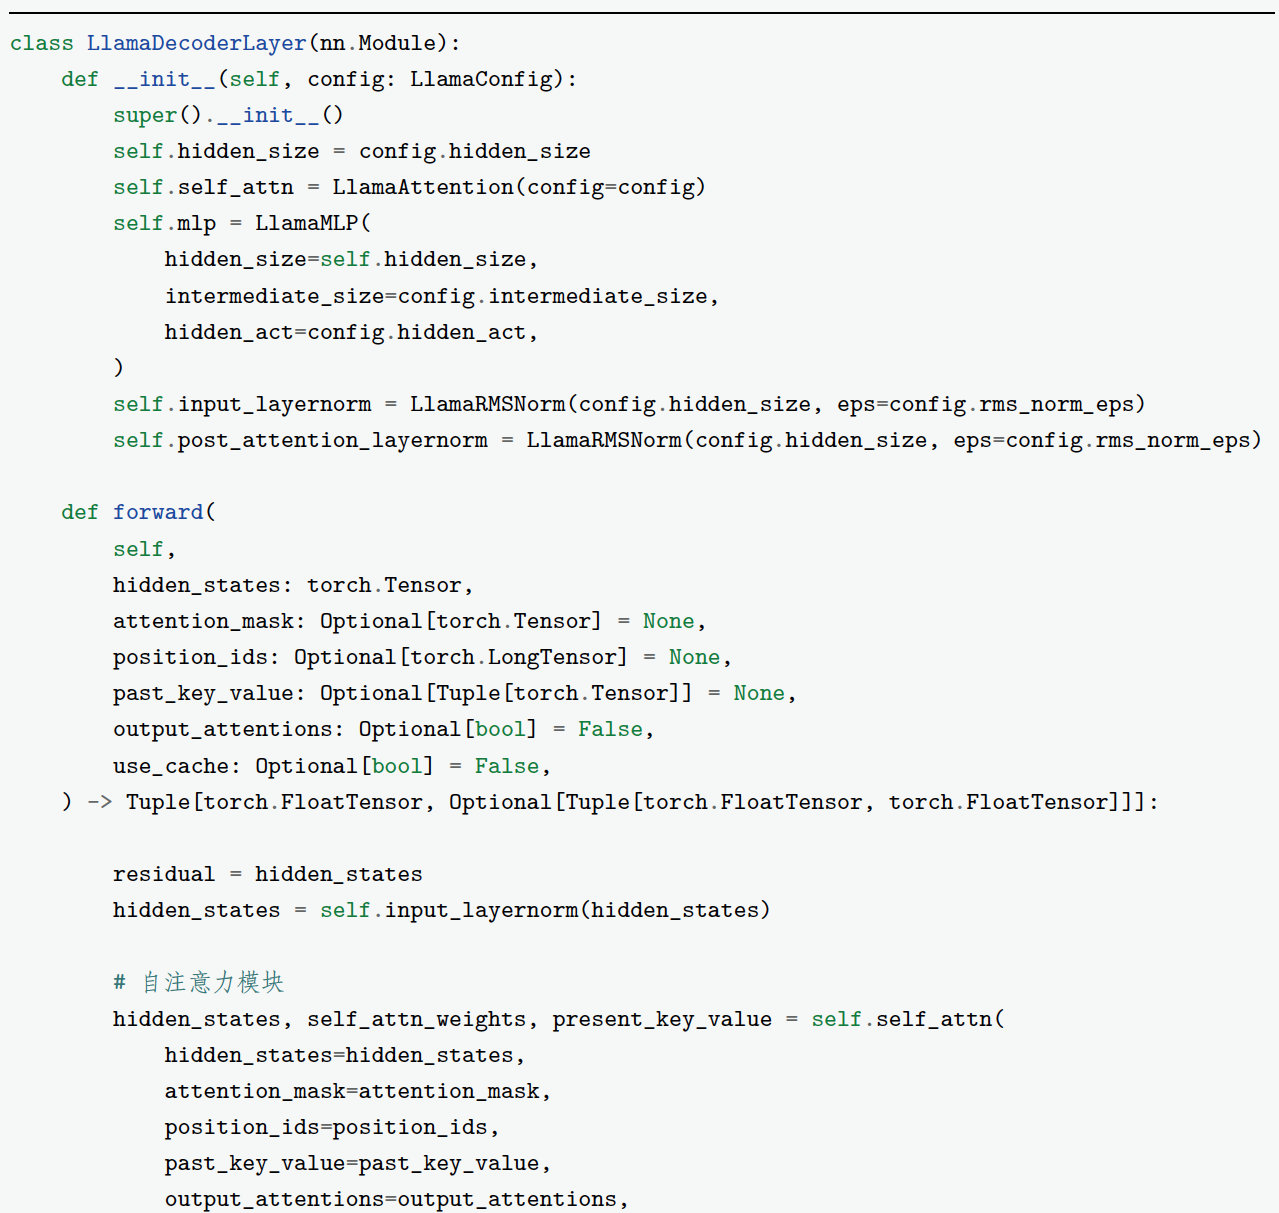 class LlamaDecoderLayer(nn.Module):
    def __init__(self, config: LlamaConfig):
        super().__init__()
        self.hidden_size = config.hidden_size
        self.self_attn = LlamaAttention(config=config)
        self.mlp = LlamaMLP(
            hidden_size=self.hidden_size,
            intermediate_size=config.intermediate_size,
            hidden_act=config.hidden_act,
        )
        self.input_layernorm = LlamaRMSNorm(config.hidden_size, eps=config.rms_norm_eps)
        self.post_attention_layernorm = LlamaRMSNorm(config.hidden_size, eps=config.rms_norm_eps)

    def forward(
        self,
        hidden_states: torch.Tensor,
        attention_mask: Optional[torch.Tensor] = None,
        position_ids: Optional[torch.LongTensor] = None,
        past_key_value: Optional[Tuple[torch.Tensor]] = None,
        output_attentions: Optional[bool] = False,
        use_cache: Optional[bool] = False,
    ) -> Tuple[torch.FloatTensor, Optional[Tuple[torch.FloatTensor, torch.FloatTensor]]]:

        residual = hidden_states
        hidden_states = self.input_layernorm(hidden_states)

        # 自注意力模块
        hidden_states, self_attn_weights, present_key_value = self.self_attn(
            hidden_states=hidden_states,
            attention_mask=attention_mask,
            position_ids=position_ids,
            past_key_value=past_key_value,
            output_attentions=output_attentions,